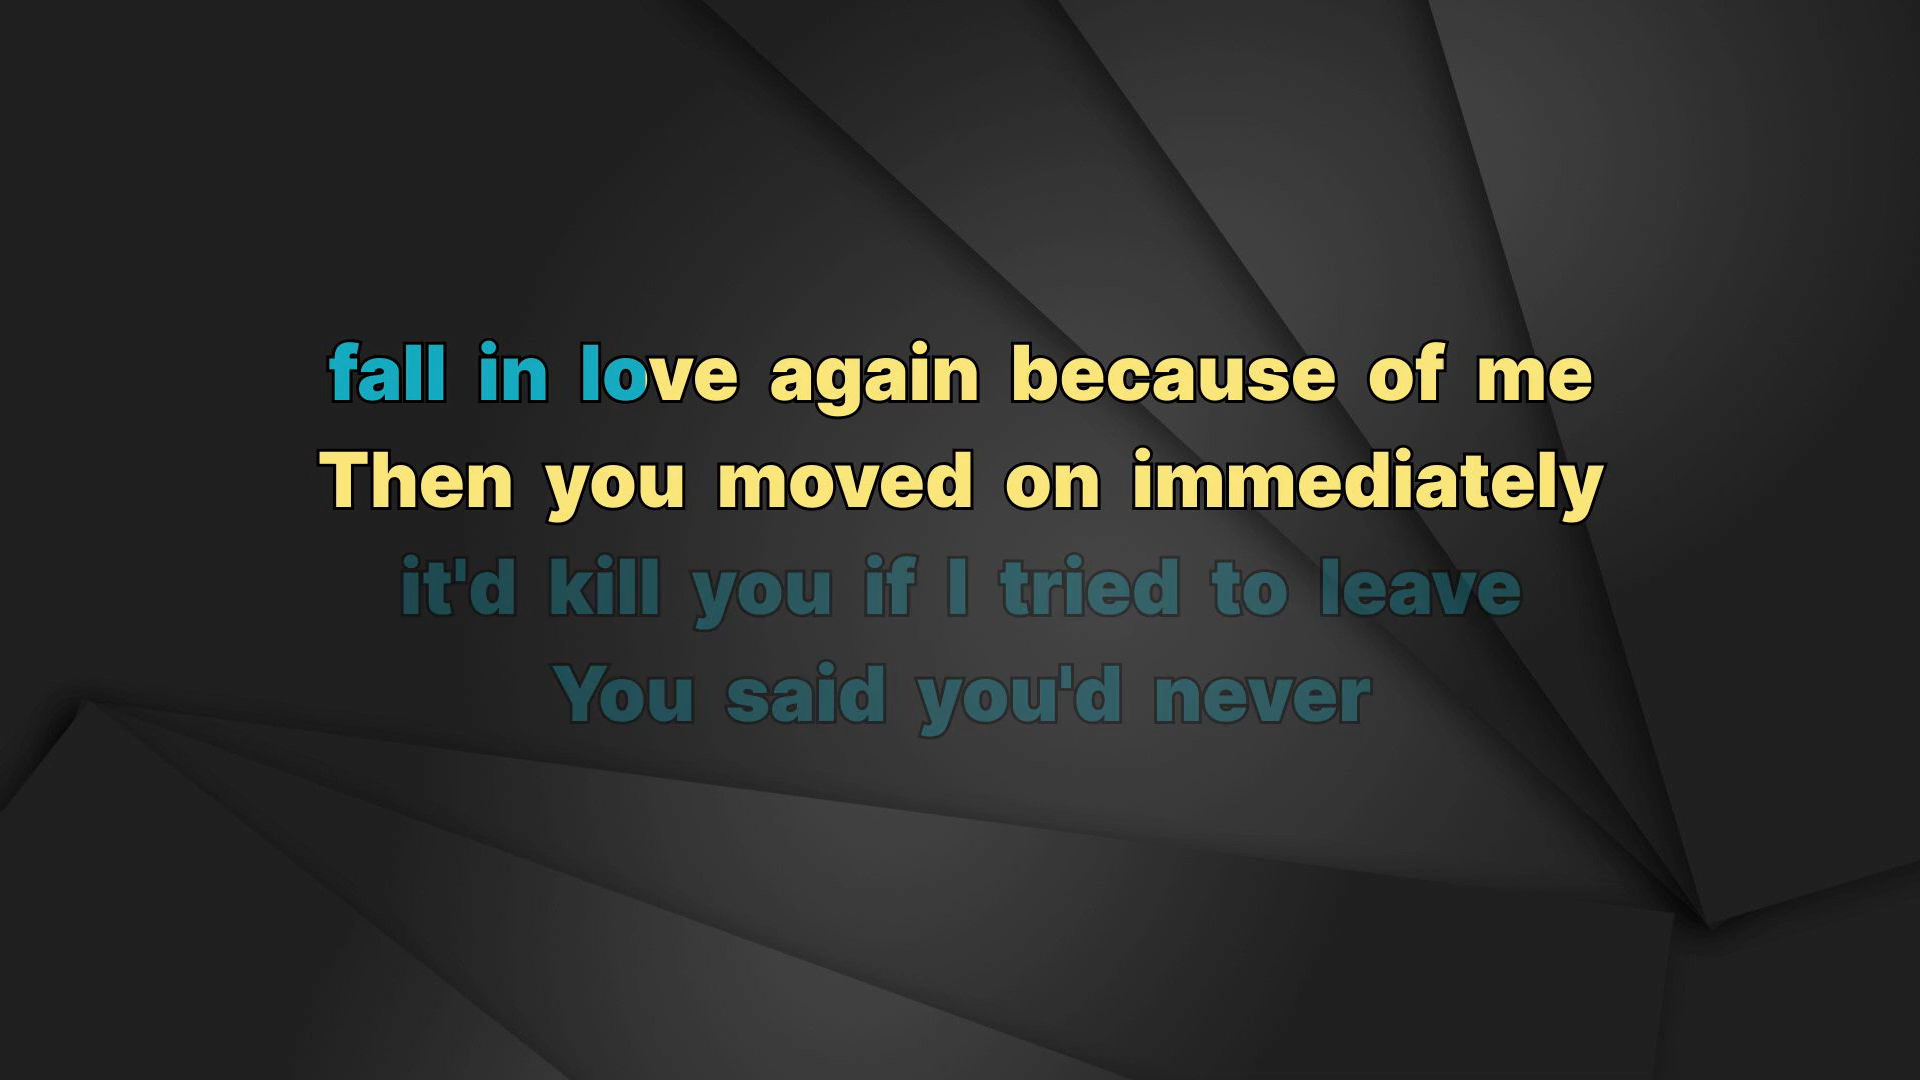 fall in love again because of me
Then you moved on immediately
it'd kill you if I tried to leave
You said you'd never